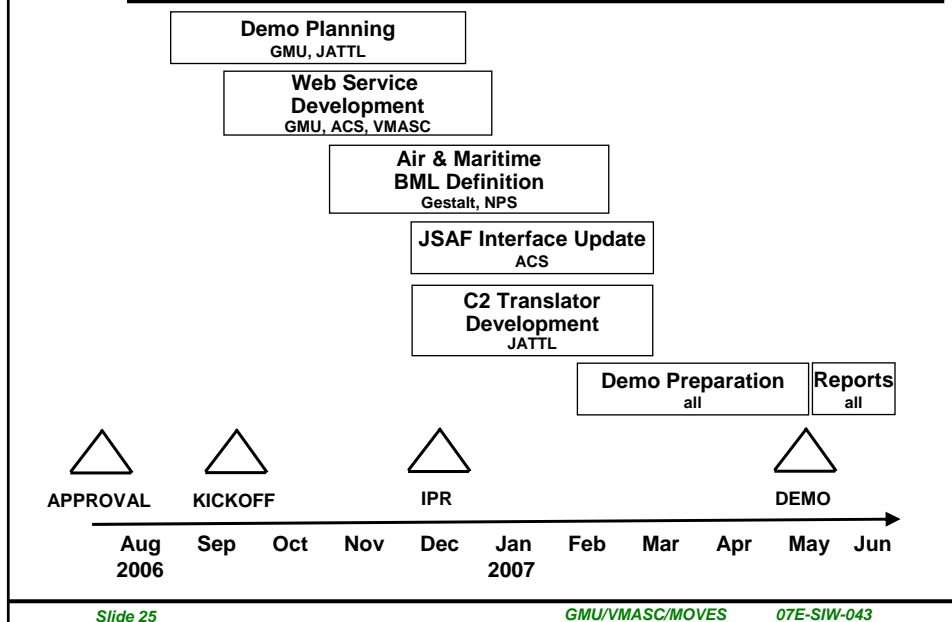 Demo Planning
GMU, JATTL
Web Service
Development
GMU, ACS, VMASC
Air & Maritime
BML Definition
Gestalt, NPS
JSAF Interface Update
ACS
C2 Translator
Development
JATTL
Demo Preparation
all
Reports
all
APPROVAL KICKOFF IPR DEMO
Aug Sep Oct Nov Dec Jan Feb Mar Apr May Jun
2006 2007
Slide 25 GMU/VMASC/MOVES 07E-SIW-043